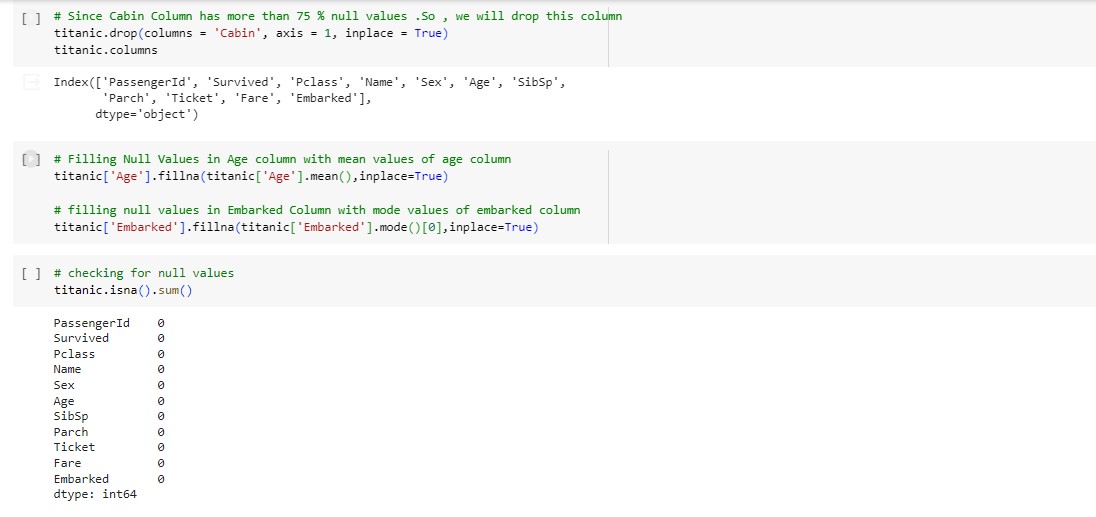 [ ] # Since Cabin Column has more than 75 % null values .So , we will drop this column
titanic.drop(columns = 'Cabin', axis = 1, inplace = True)
titanic.columns
Index(['PassengerId', 'Survived', 'Pclass', 'Name', 'Sex', 'Age', 'SibSp',
'Parch', 'Ticket', 'Fare', 'Embarked'],
dtype='object')
[ ] # Filling Null Values in Age column with mean values of age column
titanic['Age'].fillna(titanic['Age'].mean(),inplace=True)
# filling null values in Embarked Column with mode values of embarked column
titanic['Embarked'].fillna(titanic['Embarked'].mode()[0],inplace=True)
[ ] # checking for null values
titanic.isna().sum()
PassengerId 0
Survived 0
Pclass 0
Name 0
Sex 0
Age 0
SibSp 0
Parch 0
Ticket 0
Fare 0
Embarked 0
dtype: int64